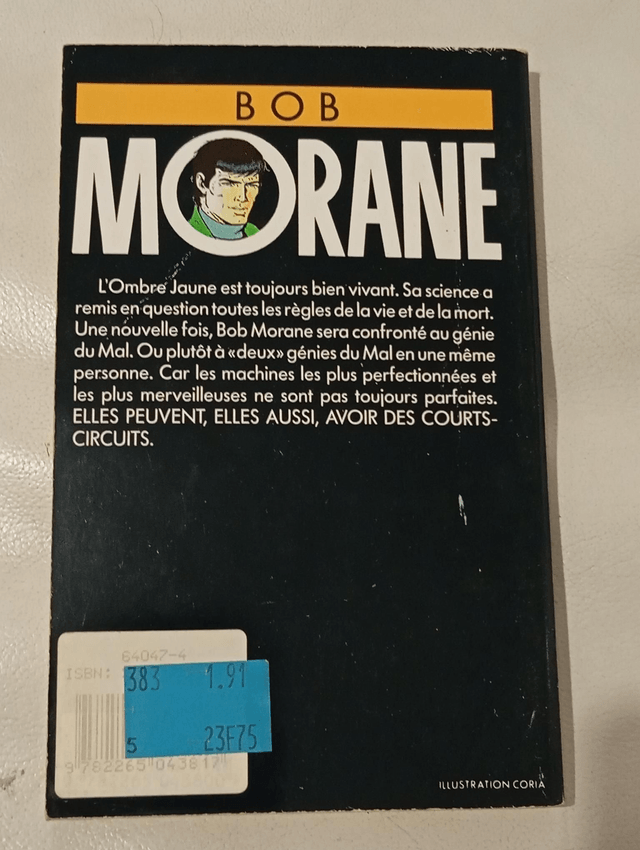 BOB
MORANE
L'Ombre Jaune est toujours bien vivant. Sa science a
remis en question toutes les règles de la vie et de la mort.
Une nouvelle fois, Bob Morane sera confronté au génie
du Mal. Ou plutôt à «deux» génies du Mal en une même
personne. Car les machines les plus perfectionnées et
les plus merveilleuses ne sont pas toujours parfaites.
ELLES PEUVENT, ELLES AUSSI, AVOIR DES COURTS-
CIRCUITS.
64047-4
ISBN:
383 1.91
5 23F75
9 782265 043817
ILLUSTRATION CORIA